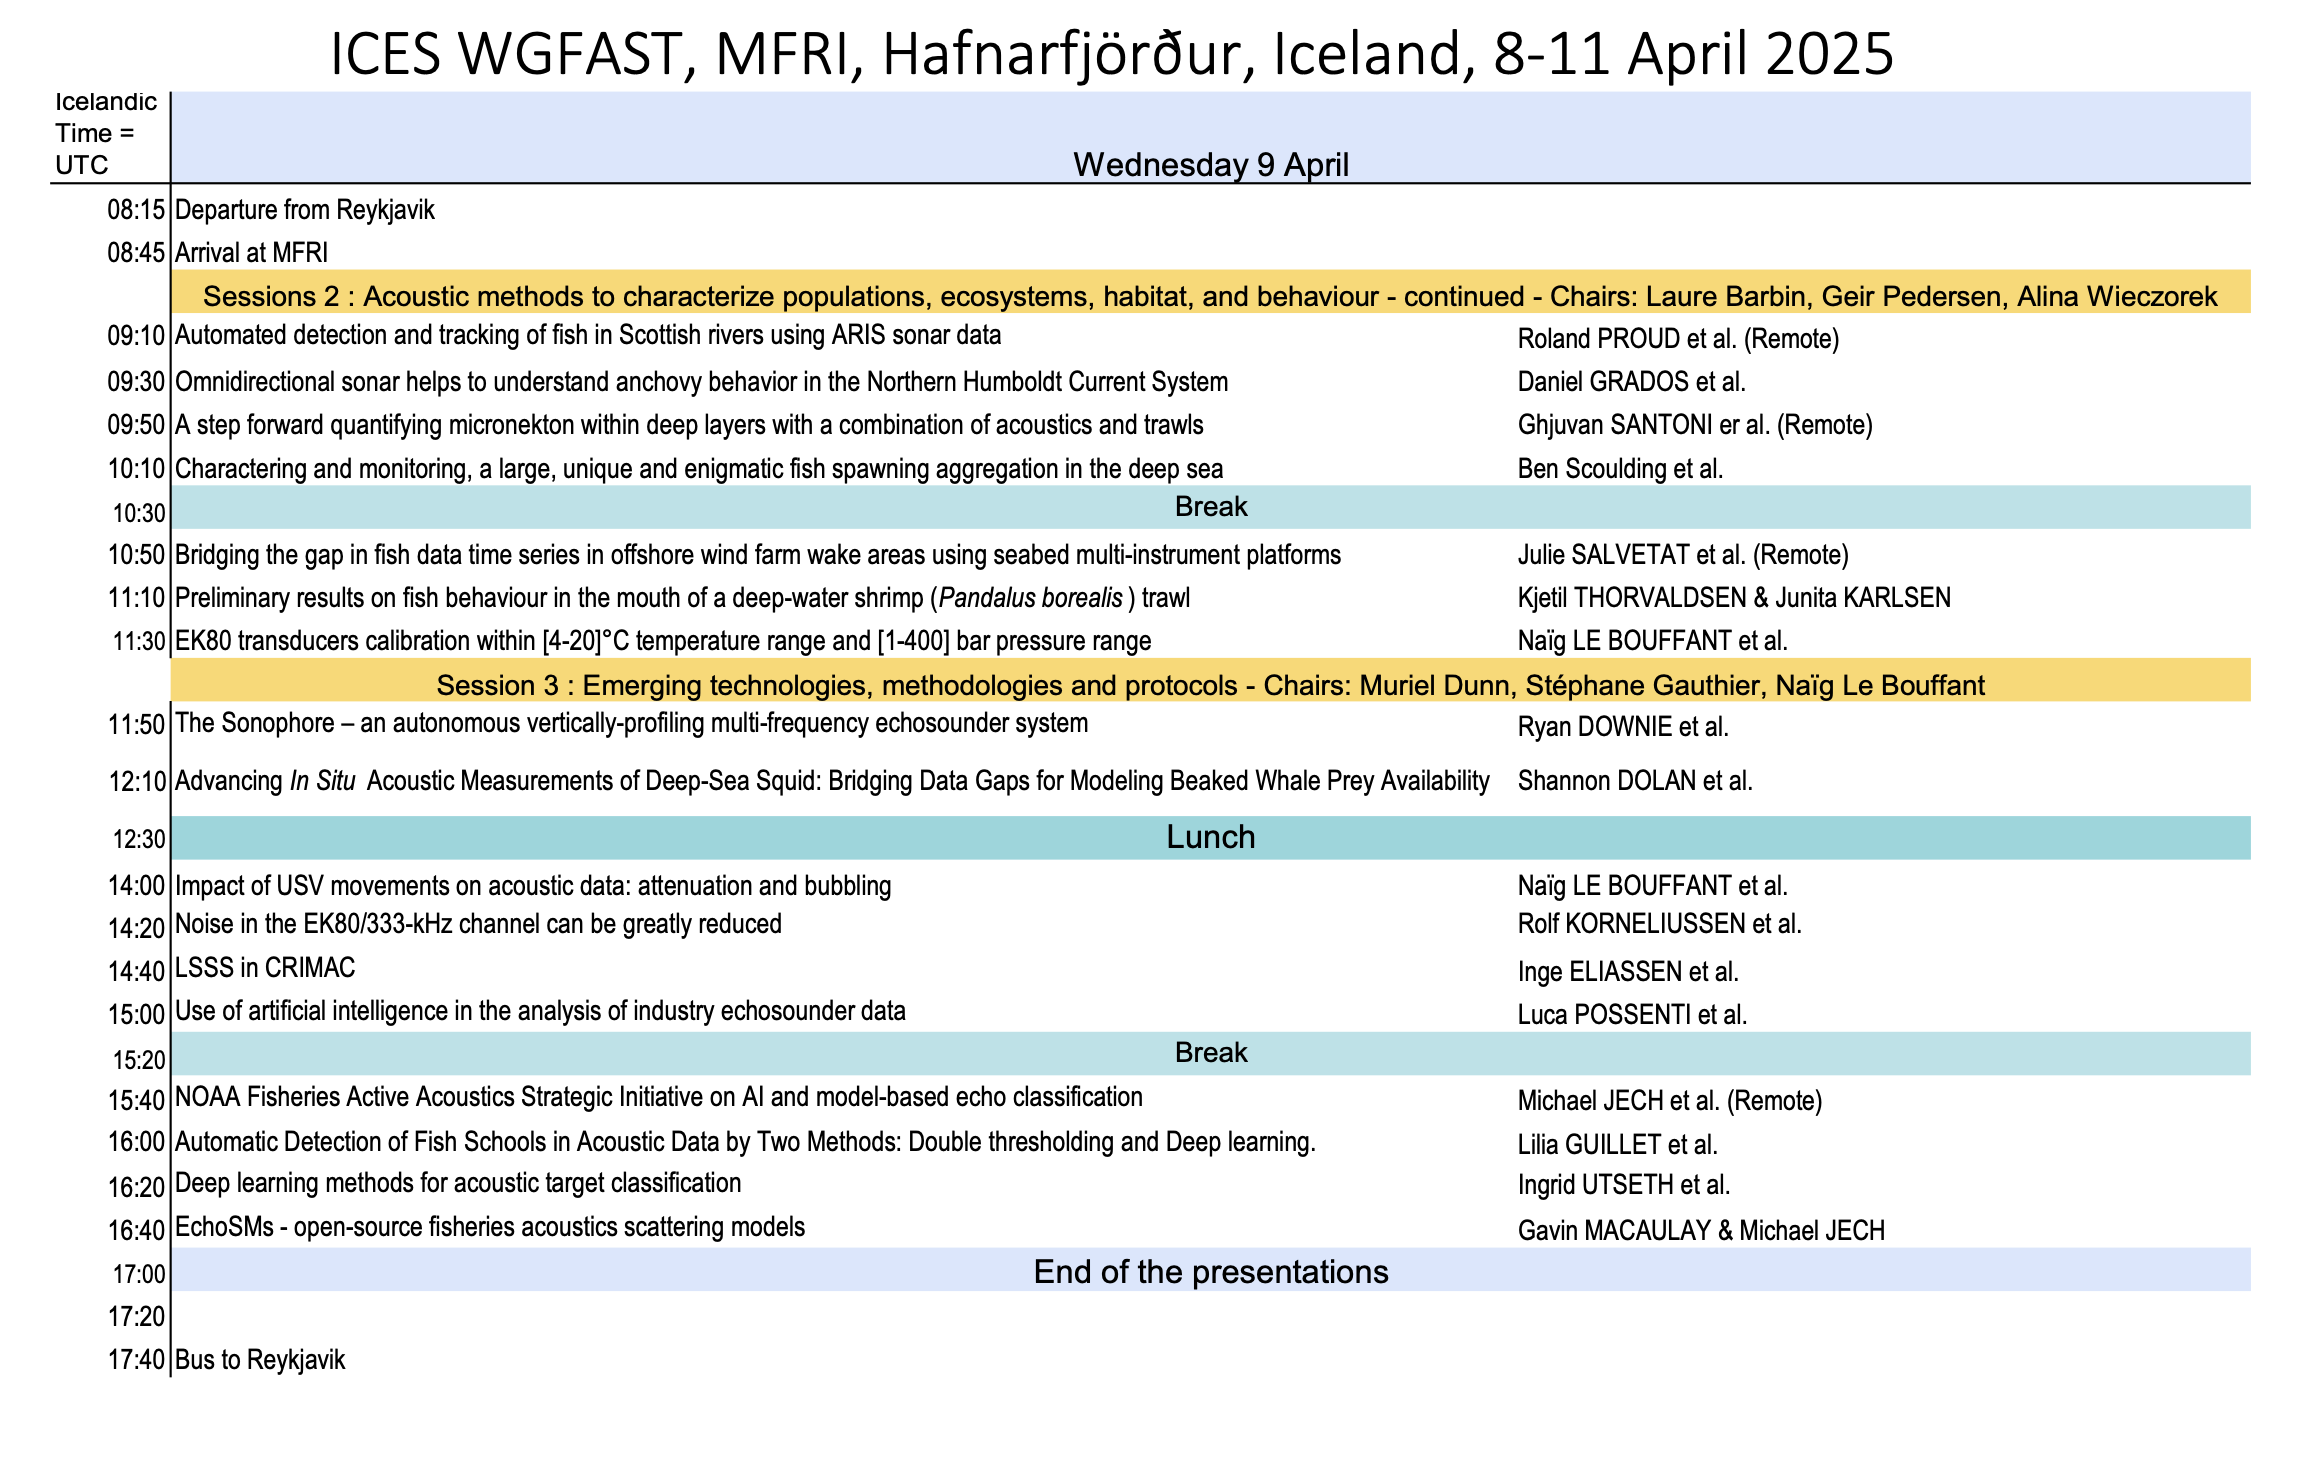 ICES WGFAST, MFRI, Hafnarfjörður, Iceland, 8-11 April 2025
Icelandic
Time =
UTC
Wednesday 9 April
08:15 Departure from Reykjavik
08:45 Arrival at MFRI
Sessions 2 : Acoustic methods to characterize populations, ecosystems, habitat, and behaviour - continued - Chairs: Laure Barbin, Geir Pedersen, Alina Wieczorek
09:10 Automated detection and tracking of fish in Scottish rivers using ARIS sonar data Roland PROUD et al. (Remote)
09:30 Omnidirectional sonar helps to understand anchovy behavior in the Northern Humboldt Current System Daniel GRADOS et al.
09:50 A step forward quantifying micronekton within deep layers with a combination of acoustics and trawls Ghjuvan SANTONI er al. (Remote)
10:10 Charactering and monitoring, a large, unique and enigmatic fish spawning aggregation in the deep sea Ben Scoulding et al.
10:30 Break
10:50 Bridging the gap in fish data time series in offshore wind farm wake areas using seabed multi-instrument platforms Julie SALVETAT et al. (Remote)
11:10 Preliminary results on fish behaviour in the mouth of a deep-water shrimp (Pandalus borealis ) trawl Kjetil THORVALDSEN & Junita KARLSEN
11:30 EK80 transducers calibration within [4-20]°C temperature range and [1-400] bar pressure range Naïg LE BOUFFANT et al.
Session 3 : Emerging technologies, methodologies and protocols - Chairs: Muriel Dunn, Stéphane Gauthier, Naïg Le Bouffant
11:50 The Sonophore – an autonomous vertically-profiling multi-frequency echosounder system Ryan DOWNIE et al.
12:10 Advancing In Situ Acoustic Measurements of Deep-Sea Squid: Bridging Data Gaps for Modeling Beaked Whale Prey Availability Shannon DOLAN et al.
12:30 Lunch
14:00 Impact of USV movements on acoustic data: attenuation and bubbling Naïg LE BOUFFANT et al.
14:20 Noise in the EK80/333-kHz channel can be greatly reduced Rolf KORNELIUSSEN et al.
14:40 LSSS in CRIMAC Inge ELIASSEN et al.
15:00 Use of artificial intelligence in the analysis of industry echosounder data Luca POSSENTI et al.
15:20 Break
15:40 NOAA Fisheries Active Acoustics Strategic Initiative on AI and model-based echo classification Michael JECH et al. (Remote)
16:00 Automatic Detection of Fish Schools in Acoustic Data by Two Methods: Double thresholding and Deep learning. Lilia GUILLET et al.
16:20 Deep learning methods for acoustic target classification Ingrid UTSETH et al.
16:40 EchoSMs - open-source fisheries acoustics scattering models Gavin MACAULAY & Michael JECH
17:00 End of the presentations
17:20
17:40 Bus to Reykjavik